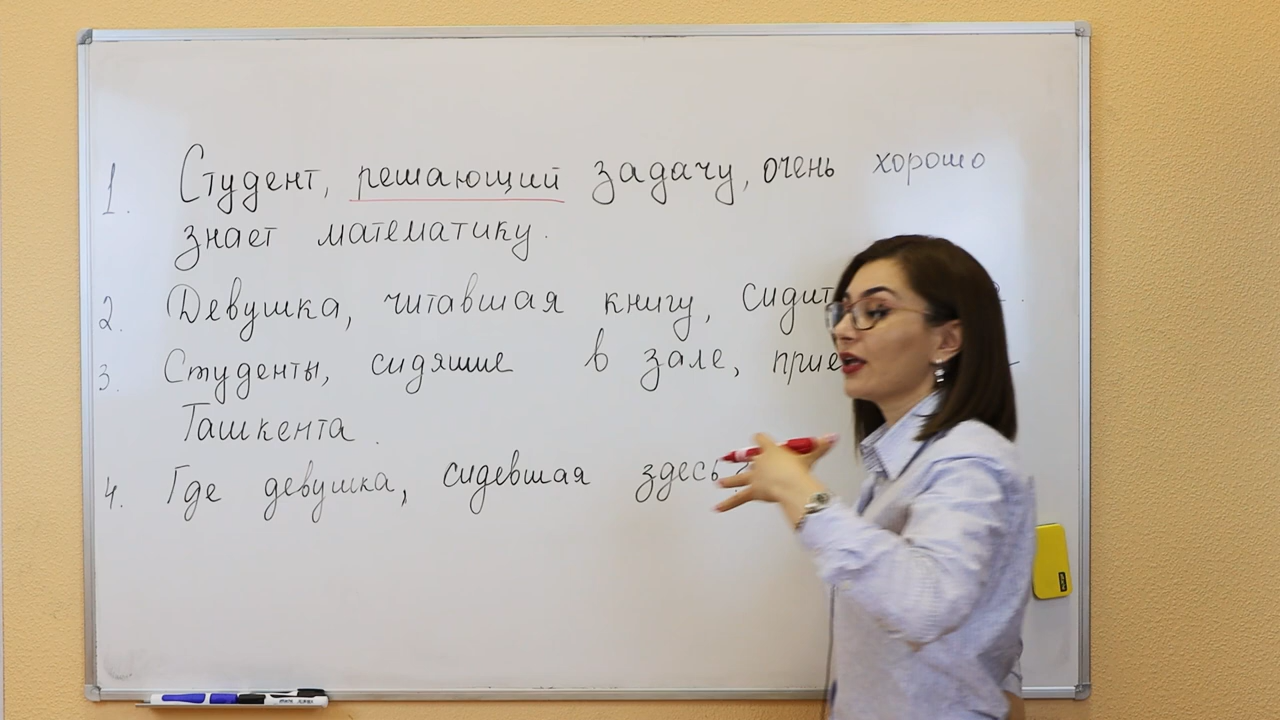 1. Студент, решающий задачу, очень хорошо
знает математику.
2. Девушка, читавшая книгу, сидит
3. Студенты, сидящие в зале,
Ташкента.
4. Где девушка, сидевшая здесь?